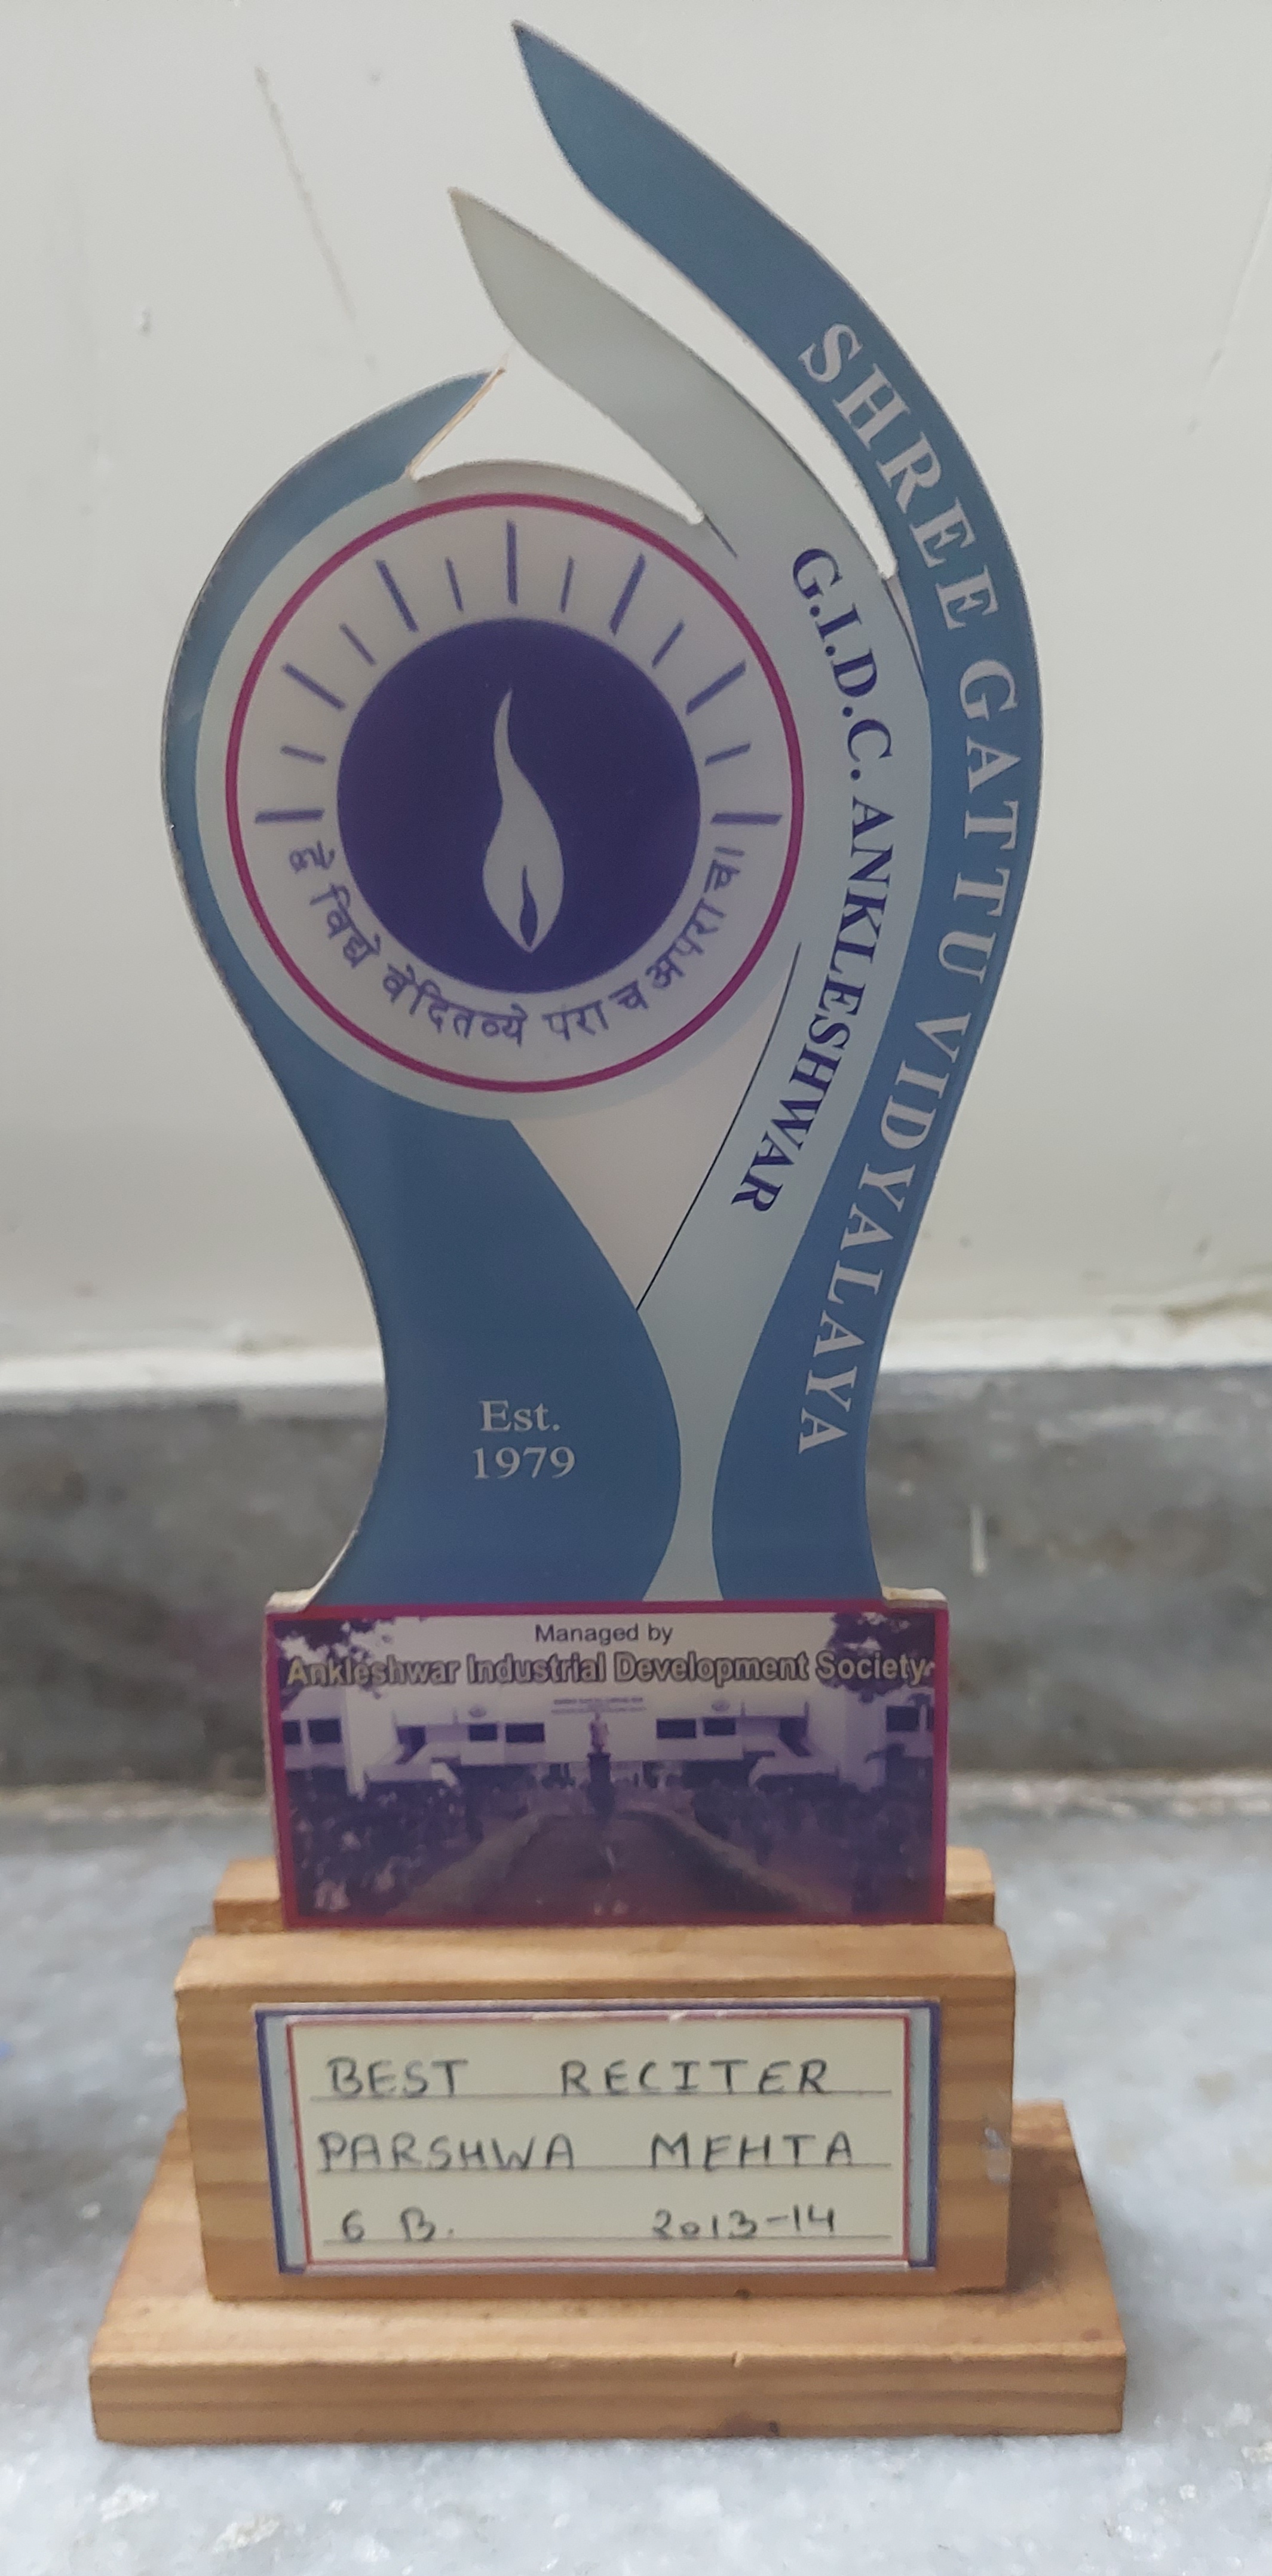 SHREE GATTU VIDYALAYA
G.I.D.C. ANKLESHWAR
द्वे विद्ये वेदितव्ये परा च अपरा च।
Est.
1979
Managed by
Ankleshwar Industrial Development Society
BEST RECITER
PARSHWA MEHTA
6 B. 2013-14